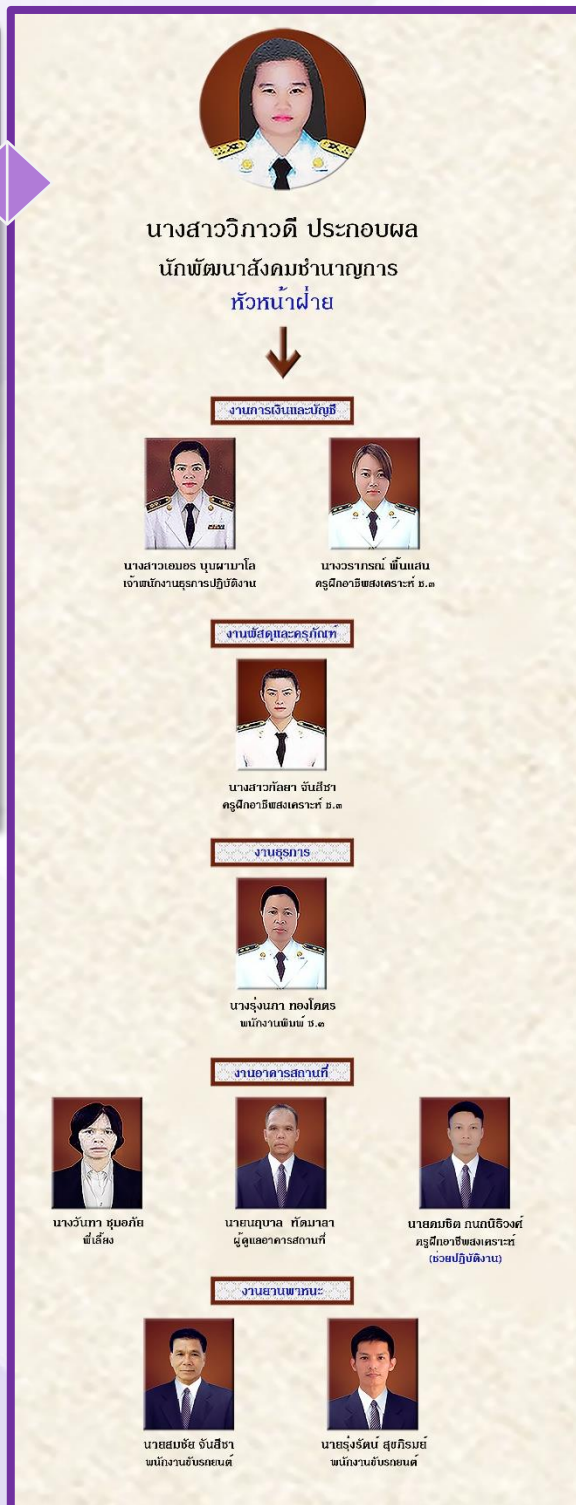 นางสาววิภาวดี ประกอบผล
นักพัฒนาสังคมชำนาญการ
หัวหน้าฝ่าย
งานการเงินและบัญชี
นางสาวเอมอร บุบผามาโล
เจ้าพนักงานธุรการปฏิบัติงาน
นางวราภรณ์ พื้นแสน
ครูฝึกอาชีพสงเคราะห์ ช.๓
งานพัสดุและครุภัณฑ์
นางสาวกัลยา จันสีชา
ครูฝึกอาชีพสงเคราะห์ ช.๓
งานธุรการ
นางรุ่งนภา ทองโคตร
พนักงานพิมพ์ ช.๓
งานอาคารสถานที่
นางวันทา ชุมอภัย
พี่เลี้ยง
นายนฤบาล ทัดมาลา
ผู้ดูแลอาคารสถานที่
นายคมชิต กนกนิธิวงศ์
ครูฝึกอาชีพสงเคราะห์
(ช่วยปฏิบัติงาน)
งานยานพาหนะ
นายสมชัย จันสีชา
พนักงานขับรถยนต์
นายรุ่งรัตน์ สุขภิรมย์
พนักงานขับรถยนต์